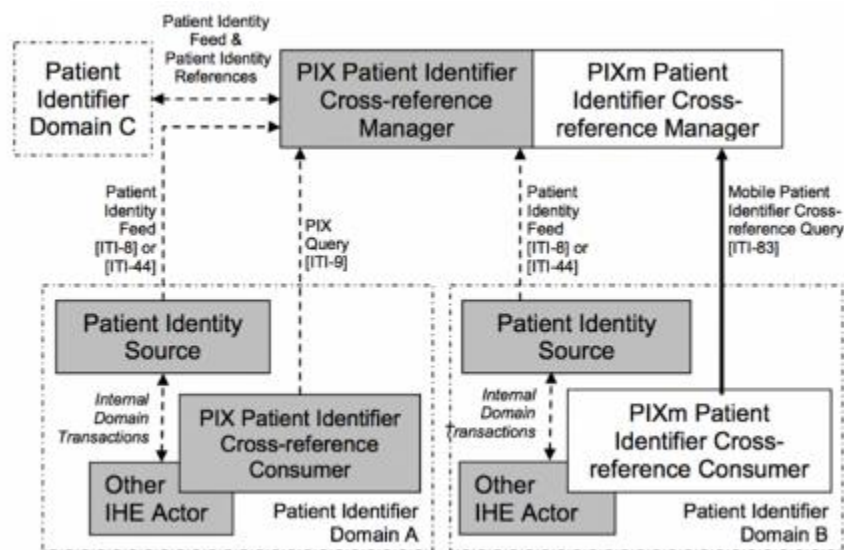 Patient Identity
Feed &
Patient Identity
References
Patient
Identifier
Domain C
PIX Patient Identifier
Cross-reference
Manager
PIXm Patient
Identifier Cross-
reference Manager
Patient
Identity
Feed
[ITI-8] or
[ITI-44]
PIX
Query
[ITI-9]
Patient
Identity
Feed
[ITI-8] or
[ITI-44]
Mobile Patient
Identifier Cross-
reference Query
[ITI-83]
Patient Identity
Source
Internal
Domain
Transactions
PIX Patient Identifier
Cross-reference
Consumer
Other
IHE Actor
Patient Identifier
Domain A
Patient Identity
Source
Internal
Domain
Transactions
PIXm Patient
Identifier Cross-
reference Consumer
Other
IHE Actor
Patient Identifier
Domain B